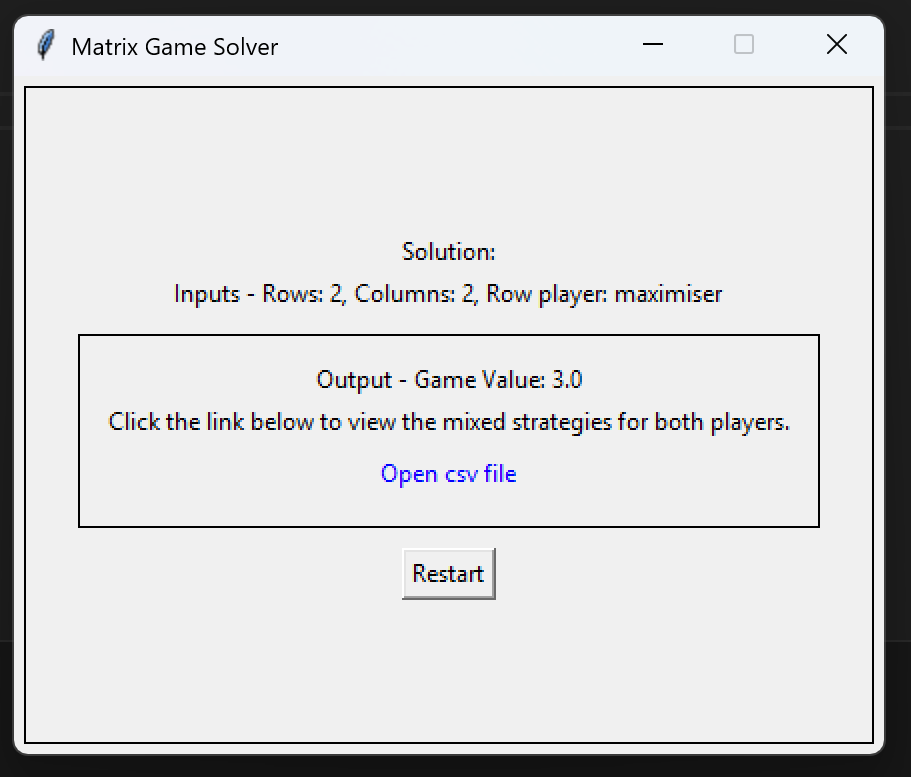 Matrix Game Solver
Solution:
Inputs - Rows: 2, Columns: 2, Row player: maximiser
Output - Game Value: 3.0
Click the link below to view the mixed strategies for both players.
Open csv file
Restart